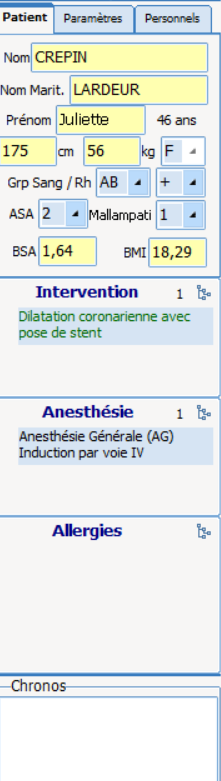 Patient Paramètres Personnels
Nom CREPIN
Nom Marit. LARDEUR
Prénom Juliette 46 ans
175 cm 56 kg F
Grp Sang / Rh AB +
ASA 2 Mallampati 1
BSA 1,64 BMI 18,29
Intervention 1
Dilatation coronarienne avec
pose de stent
Anesthésie 1
Anesthésie Générale (AG)
Induction par voie IV
Allergies
Chronos